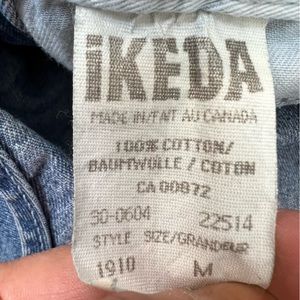 iKEDA
MADE IN/FAIT AU CANADA
100% COTTON/
BAUMWOLLE / COTON
CA 00872
30-0604 22514
STYLE SIZE/GRANDEUR
1910 M